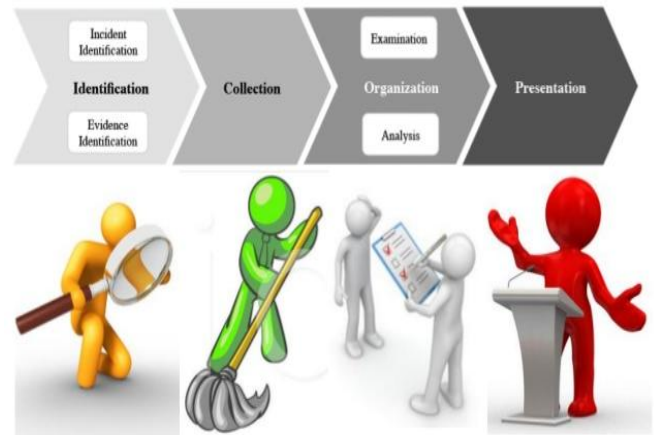 Incident
Identification
Identification
Evidence
Identification
Collection
Examination
Organization
Analysis
Presentation